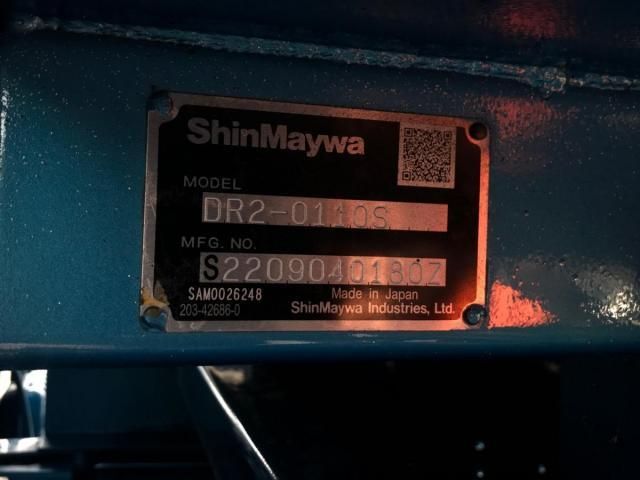 ShinMaywa
MODEL
DR2-0110S
MFG. NO.
S22090401807
SAM0026248
Made in Japan
203-42686-0
ShinMaywa Industries, Ltd.